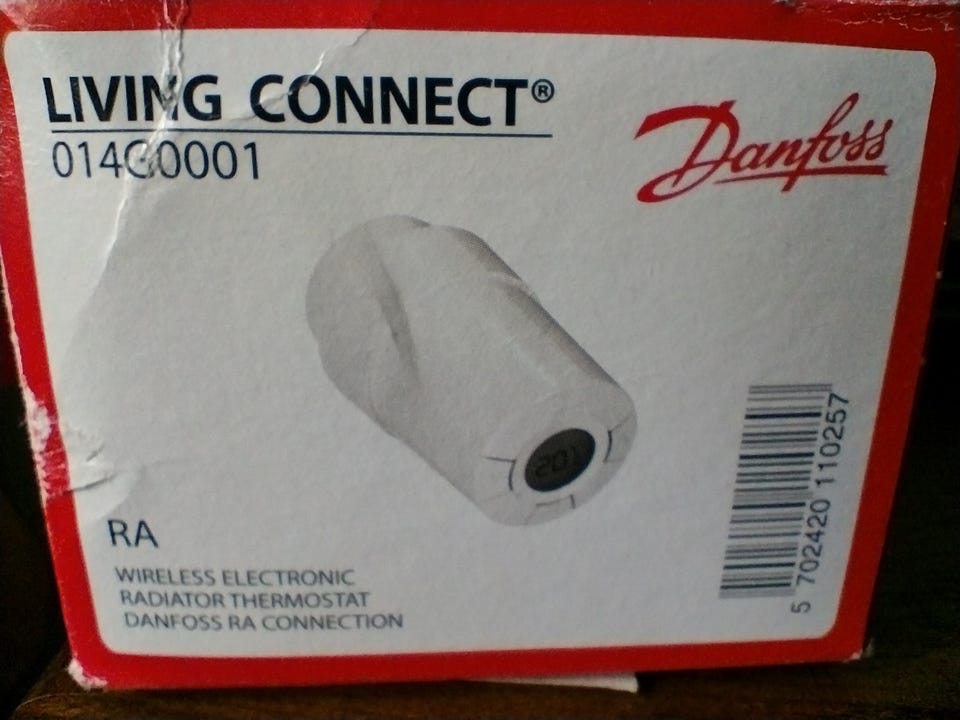 LIVING CONNECT®
014G0001
Danfoss
RA
WIRELESS ELECTRONIC
RADIATOR THERMOSTAT
DANFOSS RA CONNECTION
5 702420 110257